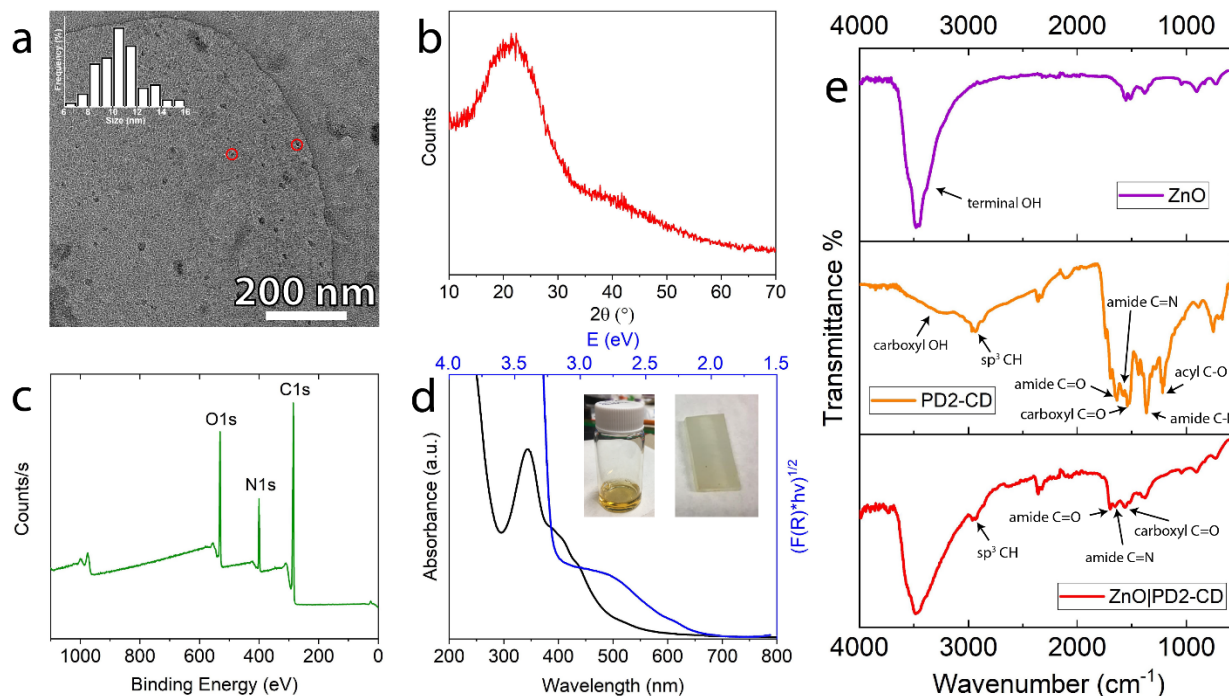 a
Frequency (%)
6 8 10 12 14 16
Size (nm)
200 nm
b
Counts
10 20 30 40 50 60 70
2θ (°)
c
O1s
N1s
C1s
Counts/s
1000 800 600 400 200 0
Binding Energy (eV)
E (eV)
4.0 3.5 3.0 2.5 2.0 1.5
d
Absorbance (a.u.)
(F(R)*hv)1/2
200 300 400 500 600 700 800
Wavelength (nm)
4000 3000 2000 1000
e
terminal OH
ZnO
Transmittance %
amide C=N
carboxyl OH
sp³ CH
acyl C-O
amide C=O
carboxyl C=O
PD2-CD
sp³ CH
amide C=O
carboxyl C=O
amide C=N
ZnO|PD2-CD
4000 3000 2000 1000
Wavenumber (cm⁻¹)